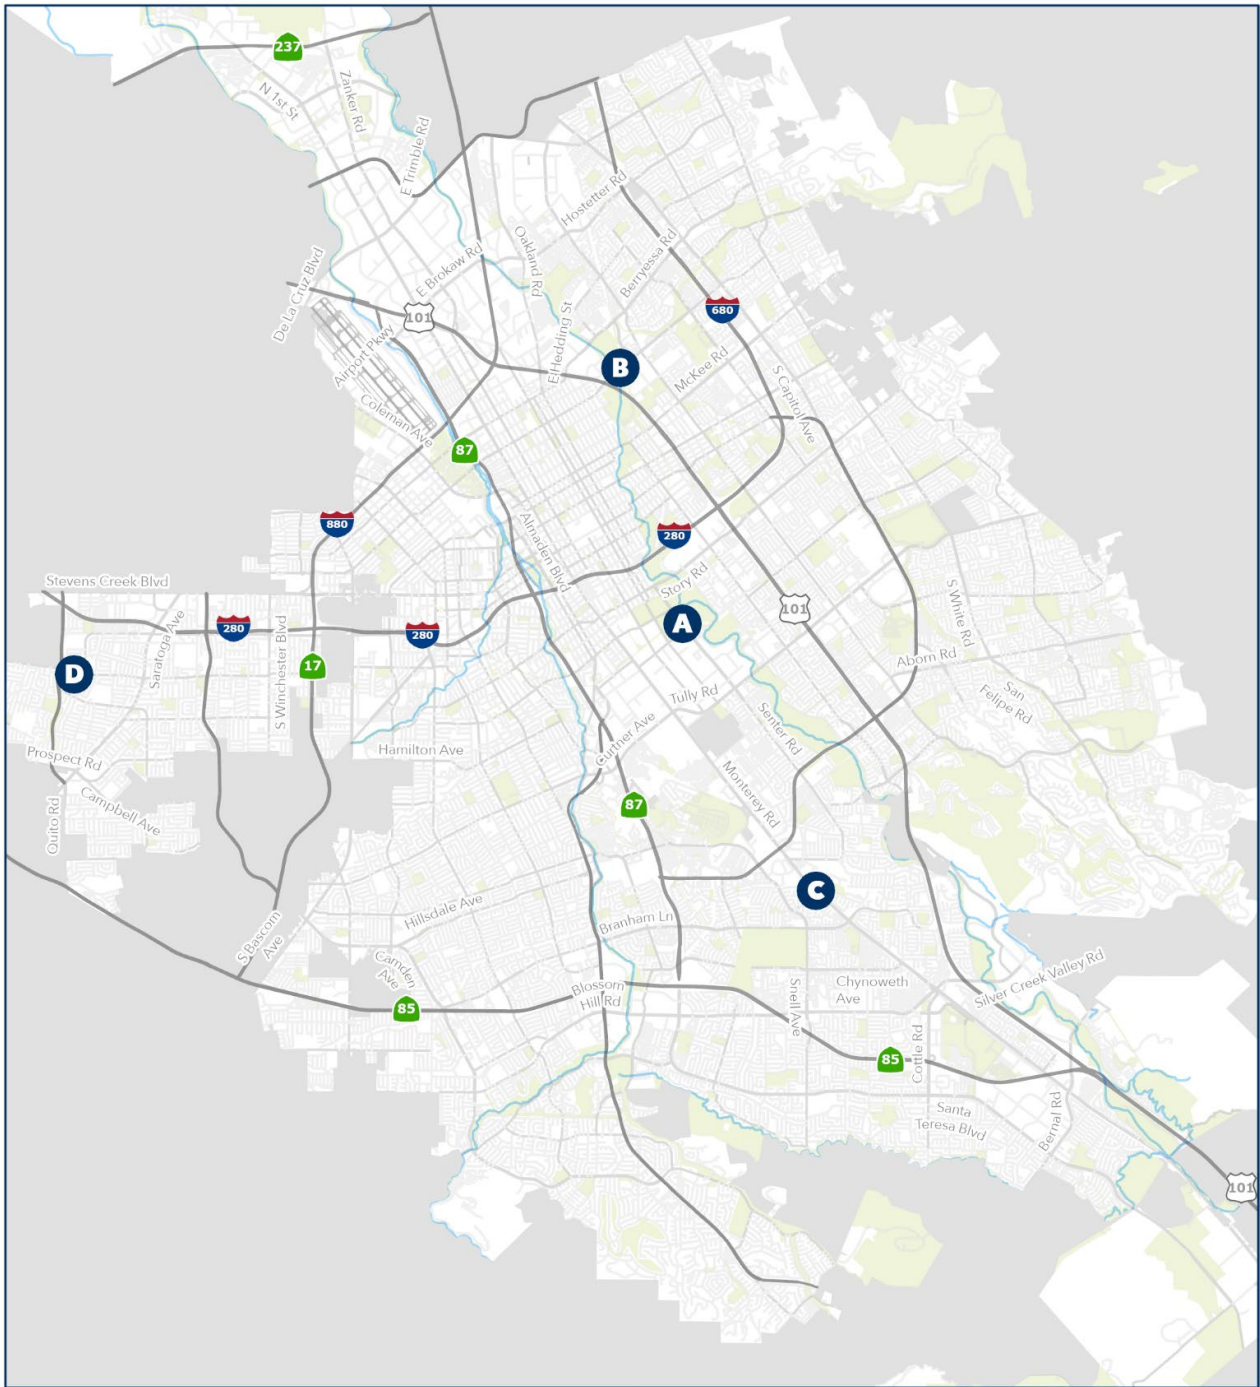 237
Zanker Rd
N 1st St
E Trimble Rd
Hostetter Rd
Oakland Rd
Berryessa Rd
E Brokaw Rd
De La Cruz Blvd
101
680
Airport Pkwy
E Hedding St
B
McKee Rd
S Capitol Ave
Coleman Ave
87
880
Almaden Blvd
280
Stevens Creek Blvd
Story Rd
S White Rd
101
Saratoga Ave
280
S Winchester Blvd
280
A
17
D
Aborn Rd
Tully Rd
San
Felipe Rd
Senter Rd
Curtner Ave
Hamilton Ave
Prospect Rd
Monterey Rd
Campbell Ave
Quito Rd
87
C
Hillsdale Ave
Branham Ln
S Bascom
Ave
Camden
Ave
Blossom
Hill Rd
Snell Ave
Chynoweth
Ave
Silver Creek Valley Rd
85
Cottle Rd
85
Santa
Teresa Blvd
Bernal Rd
101